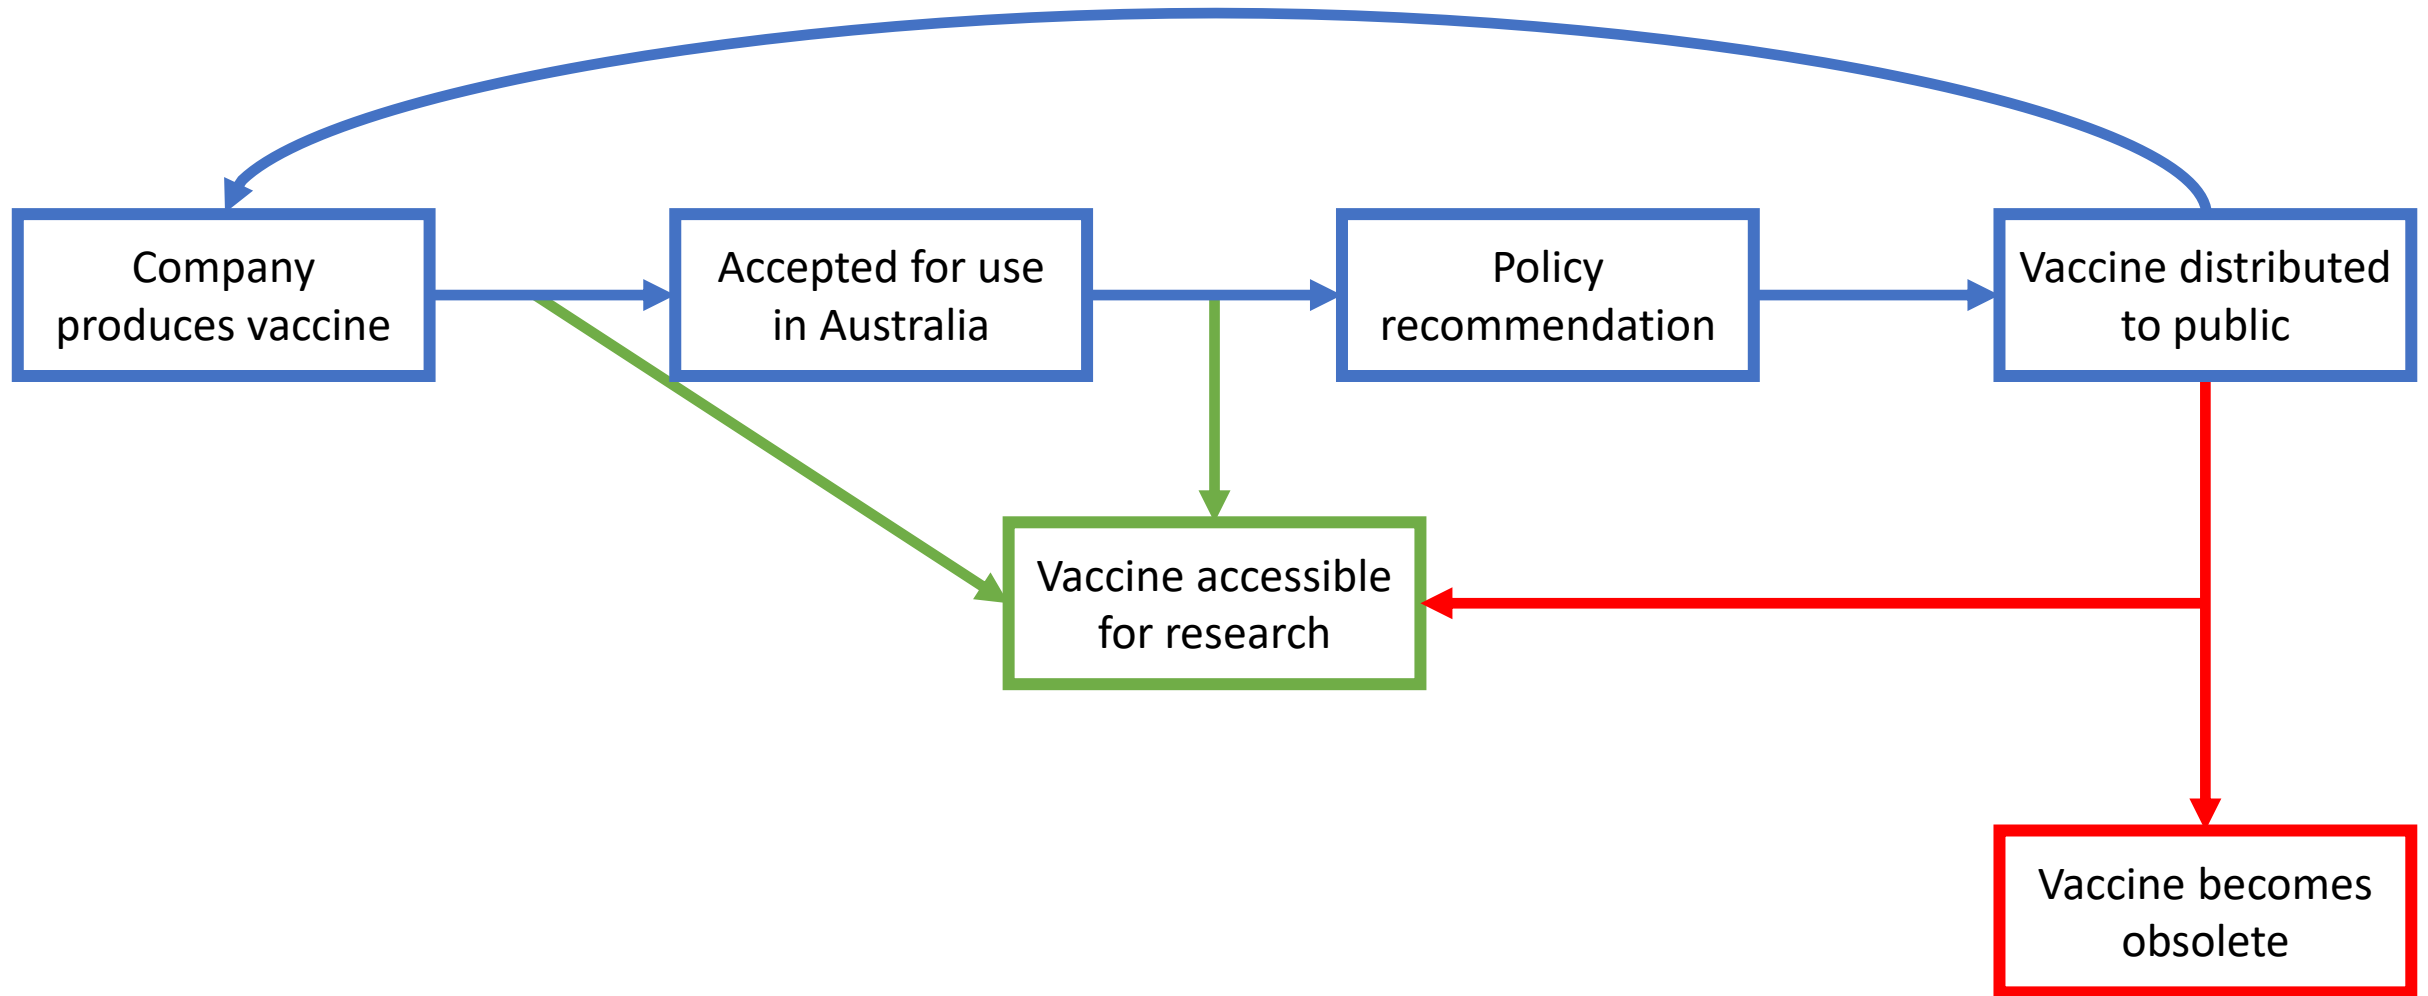 Company
produces vaccine
Accepted for use
in Australia
Policy
recommendation
Vaccine distributed
to public
Vaccine accessible
for research
Vaccine becomes
obsolete